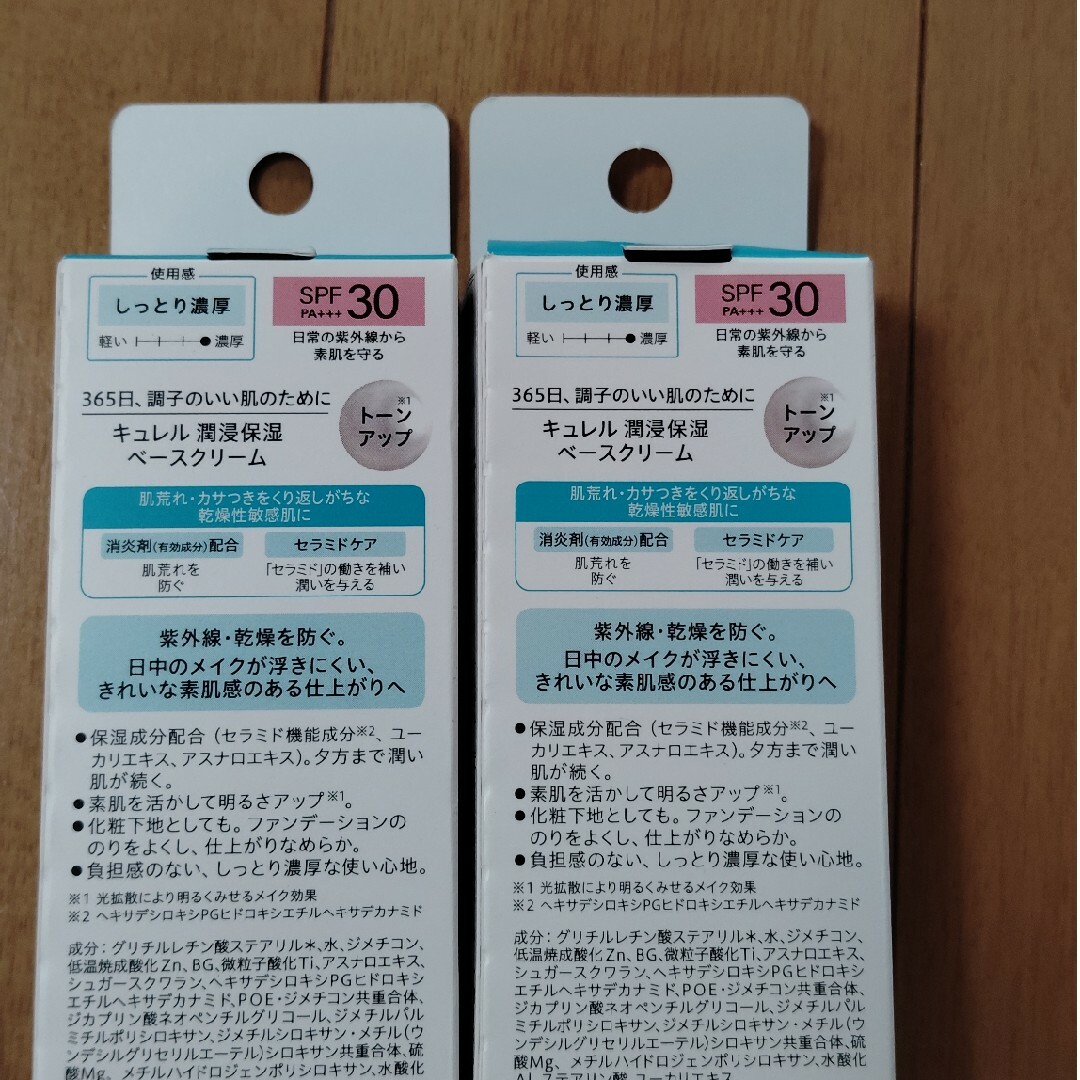 使用感
しっとり濃厚
軽い 濃厚
SPF 30
PA+++
日常の紫外線から
素肌を守る
365日、調子のいい肌のために
キュレル 潤浸保湿
ベースクリーム
※1
トーン
アップ
肌荒れ・カサつきをくり返しがちな
乾燥性敏感肌に
消炎剤(有効成分)配合
肌荒れを
防ぐ
セラミドケア
「セラミド」の働きを補い
潤いを与える
紫外線・乾燥を防ぐ。
日中のメイクが浮きにくい、
きれいな素肌感のある仕上がりへ
●保湿成分配合（セラミド機能成分※2、ユー
カリエキス、アスナロエキス）。夕方まで潤い
肌が続く。
●素肌を活かして明るさアップ※1。
●化粧下地としても。ファンデーションの
のりをよくし、仕上がりなめらか。
●負担感のない、しっとり濃厚な使い心地。
※1 光拡散により明るくみせるメイク効果
※2 ヘキサデシロキシPGヒドロキシエチルヘキサデカナミド
成分：グリチルレチン酸ステアリル＊、水、ジメチコン、
低温焼成酸化Zn、BG、微粒子酸化Ti、アスナロエキス、
シュガースクワラン、ヘキサデシロキシPGヒドロキシ
エチルヘキサデカナミド、POE・ジメチコン共重合体、
ジカプリン酸ネオペンチルグリコール、ジメチルパル
ミチルポリシロキサン、ジメチルシロキサン・メチル(ウ
ンデシルグリセリルエーテル)シロキサン共重合体、硫
酸Mg、メチルハイドロジェンポリシロキサン、水酸化
使用感
しっとり濃厚
軽い 濃厚
SPF 30
PA+++
日常の紫外線から
素肌を守る
365日、調子のいい肌のために
キュレル 潤浸保湿
ベースクリーム
※1
トーン
アップ
肌荒れ・カサつきをくり返しがちな
乾燥性敏感肌に
消炎剤(有効成分)配合
肌荒れを
防ぐ
セラミドケア
「セラミド」の働きを補い
潤いを与える
紫外線・乾燥を防ぐ。
日中のメイクが浮きにくい、
きれいな素肌感のある仕上がりへ
●保湿成分配合（セラミド機能成分※2、ユー
カリエキス、アスナロエキス）。夕方まで潤い
肌が続く。
●素肌を活かして明るさアップ※1。
●化粧下地としても。ファンデーションの
のりをよくし、仕上がりなめらか。
●負担感のない、しっとり濃厚な使い心地。
※1 光拡散により明るくみせるメイク効果
※2 ヘキサデシロキシPGヒドロキシエチルヘキサデカナミド
成分：グリチルレチン酸ステアリル＊、水、ジメチコン、
低温焼成酸化Zn、BG、微粒子酸化Ti、アスナロエキス、
シュガースクワラン、ヘキサデシロキシPGヒドロキシ
エチルヘキサデカナミド、POE・ジメチコン共重合体、
ジカプリン酸ネオペンチルグリコール、ジメチルパル
ミチルポリシロキサン、ジメチルシロキサン・メチル(ウ
ンデシルグリセリルエーテル)シロキサン共重合体、硫
酸Mg、メチルハイドロジェンポリシロキサン、水酸化
Al、ステアリン酸、ユーカリエキス